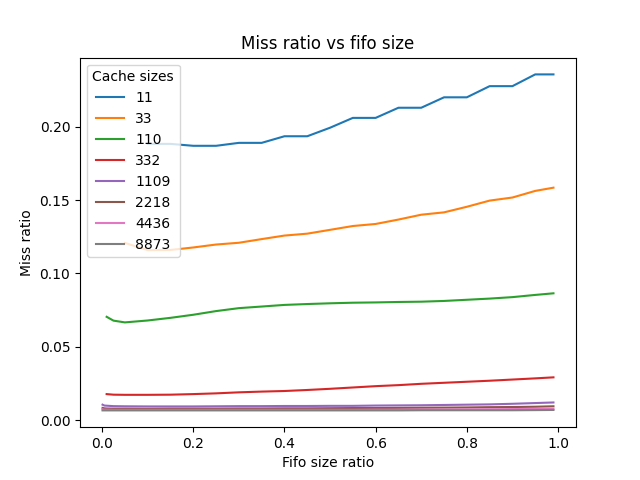 Miss ratio vs fifo size
Cache sizes
11
33
110
332
1109
2218
4436
8873
0.20
0.15
0.10
0.05
0.00
Miss ratio
0.0 0.2 0.4 0.6 0.8 1.0
Fifo size ratio